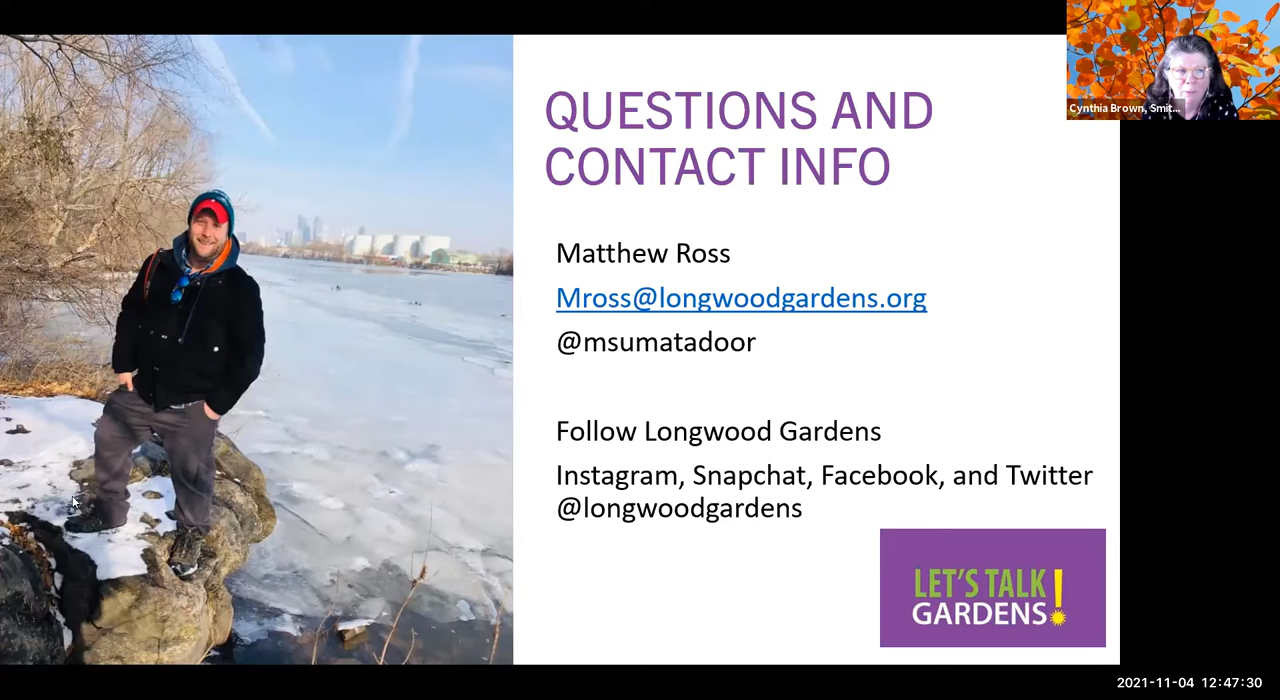 Cynthia Brown, Smit...
QUESTIONS AND
CONTACT INFO
Matthew Ross
Mross@longwoodgardens.org
@msumatadoor
Follow Longwood Gardens
Instagram, Snapchat, Facebook, and Twitter
@longwoodgardens
LET'S TALK
GARDENS!
2021-11-04 12:47:30